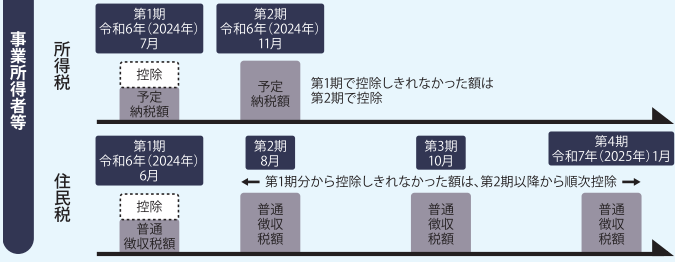 事業所得者等
所得税
第1期
令和6年(2024年)
7月
第2期
令和6年(2024年)
11月
控除
予定
納税額
予定
納税額
第1期で控除しきれなかった額は
第2期で控除
住民税
第1期
令和6年(2024年)
6月
第2期
8月
第3期
10月
第4期
令和7年(2025年)1月
第1期分から控除しきれなかった額は、第2期以降から順次控除
控除
普通
徴収税額
普通
徴収
税額
普通
徴収
税額
普通
徴収
税額